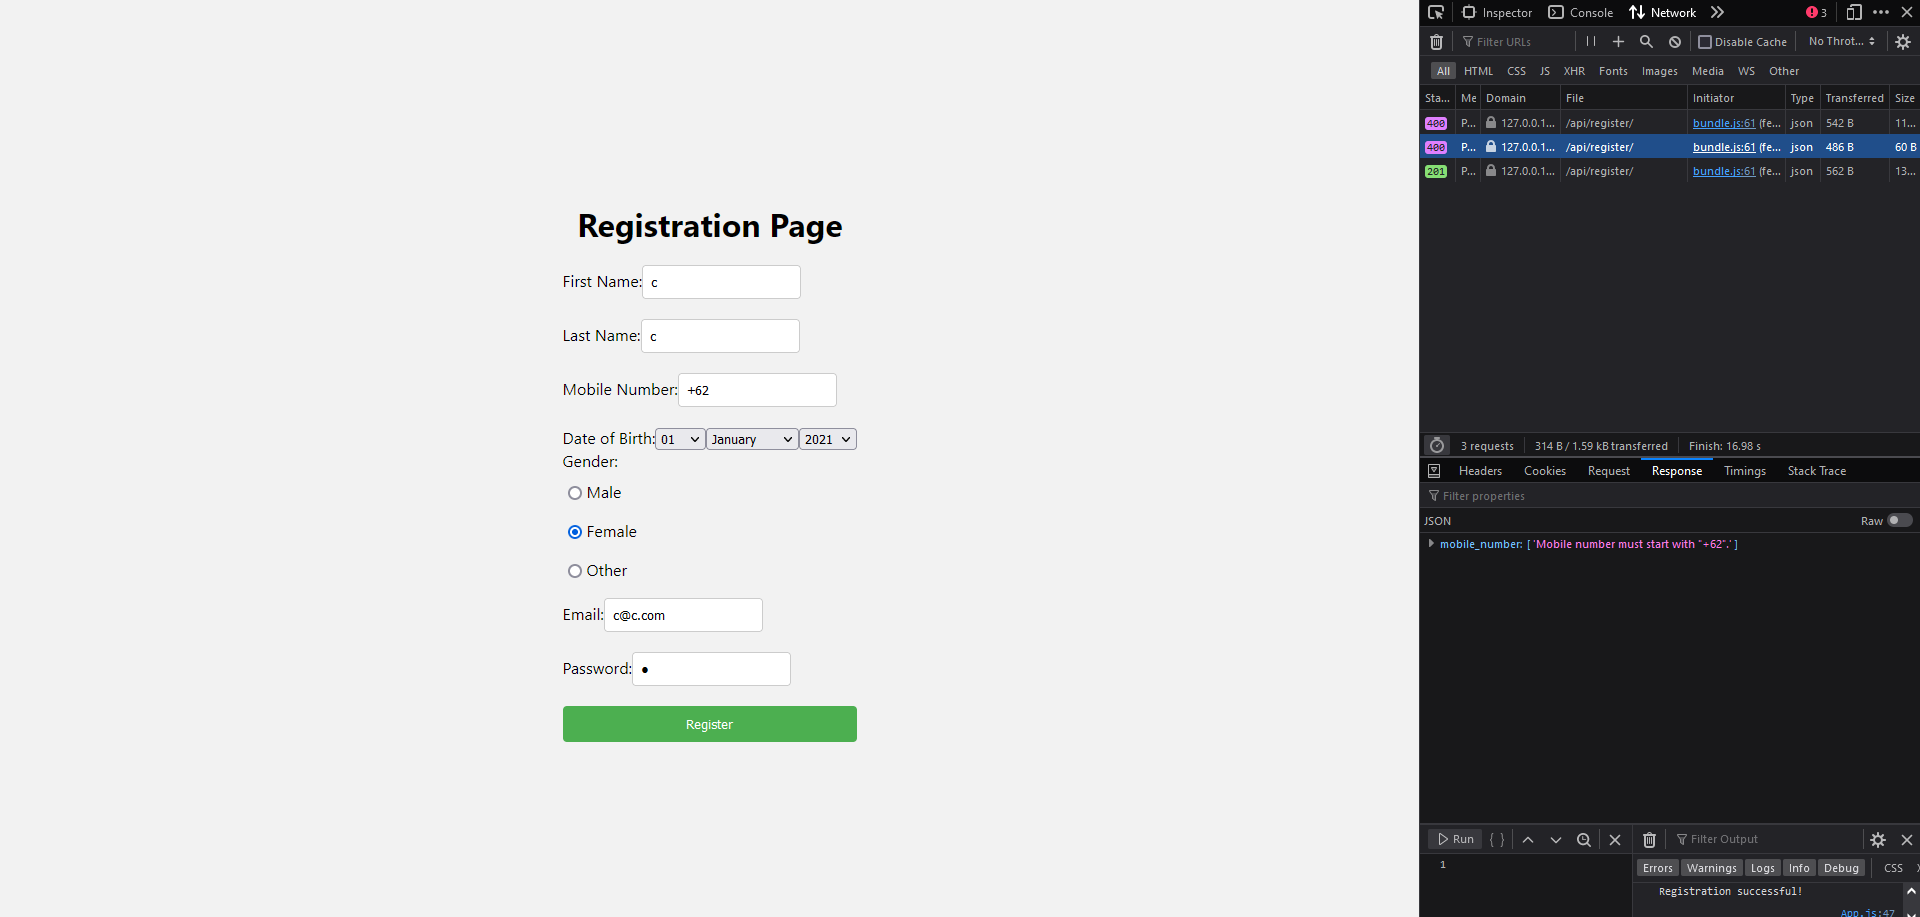 Registration Page
First Name: c
Last Name: c
Mobile Number: +62
Date of Birth: 01 January 2021
Gender:
Male
Female
Other
Email: c@c.com
Password: •
Register
Inspector Console Network 3
Filter URLs Disable Cache No Throt...
All HTML CSS JS XHR Fonts Images Media WS Other
Sta... Me Domain File Initiator Type Transferred Size
400 P... 127.0.0.1... /api/register/ bundle.js:61 (fe... json 542 B 11...
400 P... 127.0.0.1... /api/register/ bundle.js:61 (fe... json 486 B 60 B
201 P... 127.0.0.1... /api/register/ bundle.js:61 (fe... json 562 B 13...
3 requests 314 B / 1.59 kB transferred Finish: 16.98 s
Headers Cookies Request Response Timings Stack Trace
Filter properties
JSON Raw
mobile_number: [ 'Mobile number must start with "+62".' ]
Run { } Filter Output
1
Errors Warnings Logs Info Debug CSS X
Registration successful!
App.js:47